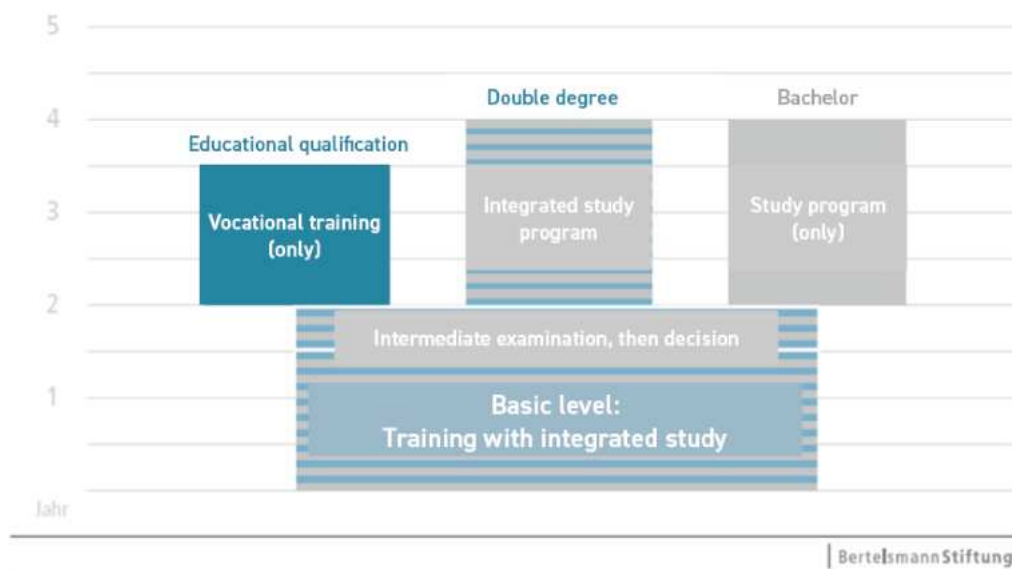 5
4
3
2
1
Jahr
Educational qualification
Double degree
Bachelor
Vocational training
(only)
Integrated study
program
Study program
(only)
Intermediate examination, then decision
Basic level:
Training with integrated study
BertelsmannStiftung